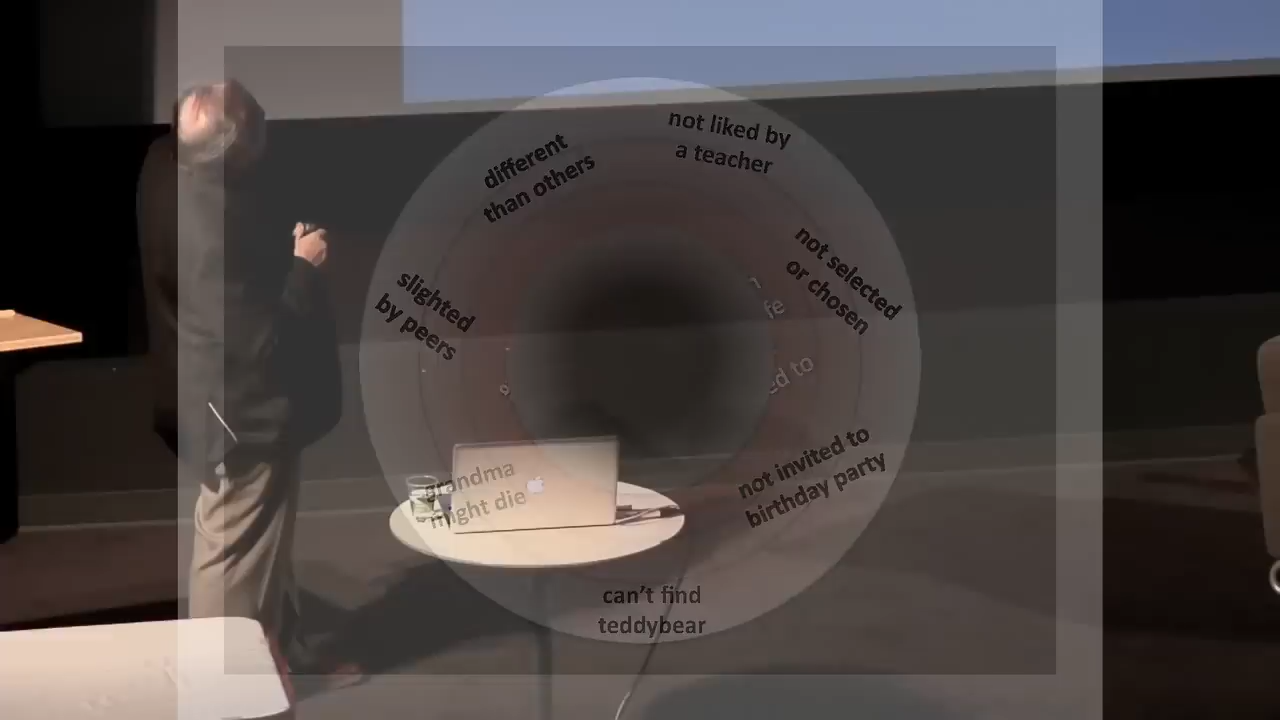 not liked by
a teacher
different
than others
not selected
or chosen
slighted
by peers
not invited to
birthday party
grandma
might die
can't find
teddybear